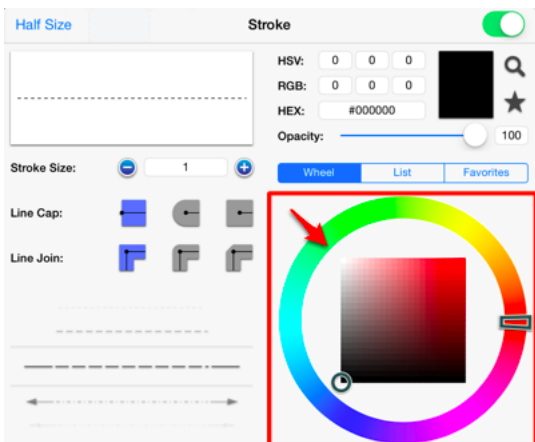 Half Size
Stroke
HSV: 0 0 0
RGB: 0 0 0
HEX: #000000
Opacity: 100
Stroke Size: 1
Wheel List Favorites
Line Cap:
Line Join: